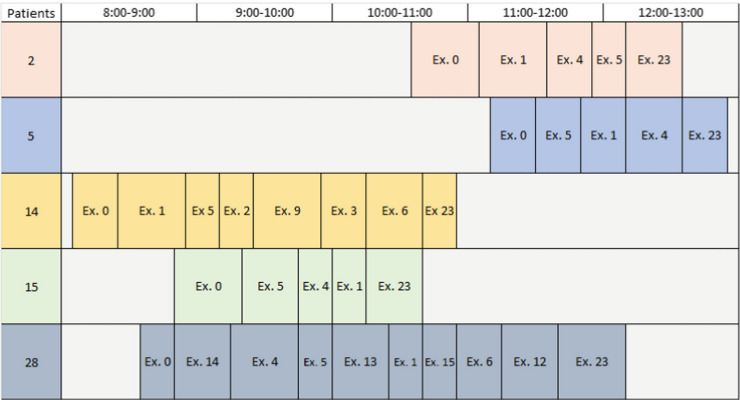 Patients 8:00-9:00 9:00-10:00 10:00-11:00 11:00-12:00 12:00-13:00
2 Ex. 0 Ex. 1 Ex. 4 Ex. 5 Ex. 23
5 Ex. 0 Ex. 5 Ex. 1 Ex. 4 Ex. 23
14 Ex. 0 Ex. 1 Ex 5 Ex. 2 Ex. 9 Ex. 3 Ex. 6 Ex 23
15 Ex. 0 Ex. 5 Ex. 4 Ex. 1 Ex. 23
28 Ex. 0 Ex. 14 Ex. 4 Ex. 5 Ex. 13 Ex. 1 Ex. 15 Ex. 6 Ex. 12 Ex. 23